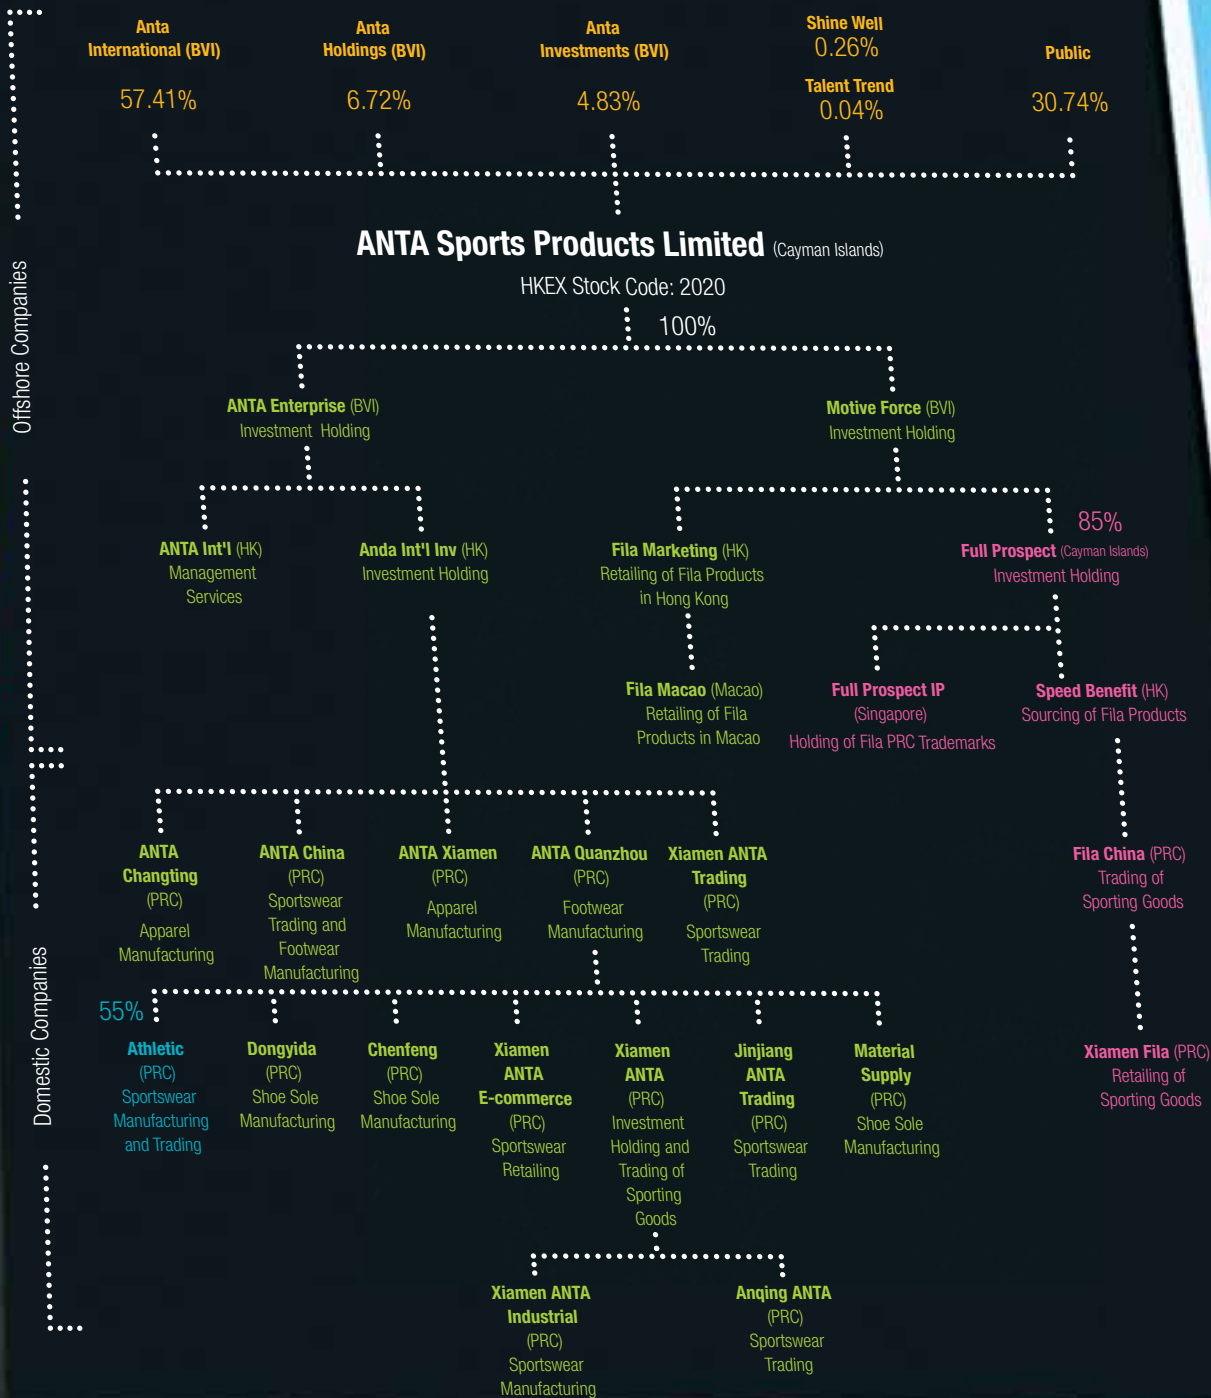 Offshore Companies
Domestic Companies
Anta
International (BVI)
57.41%
Anta
Holdings (BVI)
6.72%
Anta
Investments (BVI)
4.83%
Shine Well
0.26%
Talent Trend
0.04%
Public
30.74%
ANTA Sports Products Limited (Cayman Islands)
HKEX Stock Code: 2020
100%
ANTA Enterprise (BVI)
Investment Holding
Motive Force (BVI)
Investment Holding
ANTA Int'l (HK)
Management
Services
Anda Int'l Inv (HK)
Investment Holding
Fila Marketing (HK)
Retailing of Fila Products
in Hong Kong
85%
Full Prospect (Cayman Islands)
Investment Holding
Fila Macao (Macao)
Retailing of Fila
Products in Macao
Full Prospect IP
(Singapore)
Holding of Fila PRC Trademarks
Speed Benefit (HK)
Sourcing of Fila Products
ANTA
Changting
(PRC)
Apparel
Manufacturing
ANTA China
(PRC)
Sportswear
Trading and
Footwear
Manufacturing
ANTA Xiamen
(PRC)
Apparel
Manufacturing
ANTA Quanzhou
(PRC)
Footwear
Manufacturing
Xiamen ANTA
Trading
(PRC)
Sportswear
Trading
Fila China (PRC)
Trading of
Sporting Goods
55%
Athletic
(PRC)
Sportswear
Manufacturing
and Trading
Dongyida
(PRC)
Shoe Sole
Manufacturing
Chenfeng
(PRC)
Shoe Sole
Manufacturing
Xiamen
ANTA
E-commerce
(PRC)
Sportswear
Retailing
Xiamen
ANTA
(PRC)
Investment
Holding and
Trading of
Sporting
Goods
Jinjiang
ANTA
Trading
(PRC)
Sportswear
Trading
Material
Supply
(PRC)
Shoe Sole
Manufacturing
Xiamen Fila (PRC)
Retailing of
Sporting Goods
Xiamen ANTA
Industrial
(PRC)
Sportswear
Manufacturing
Anqing ANTA
(PRC)
Sportswear
Trading